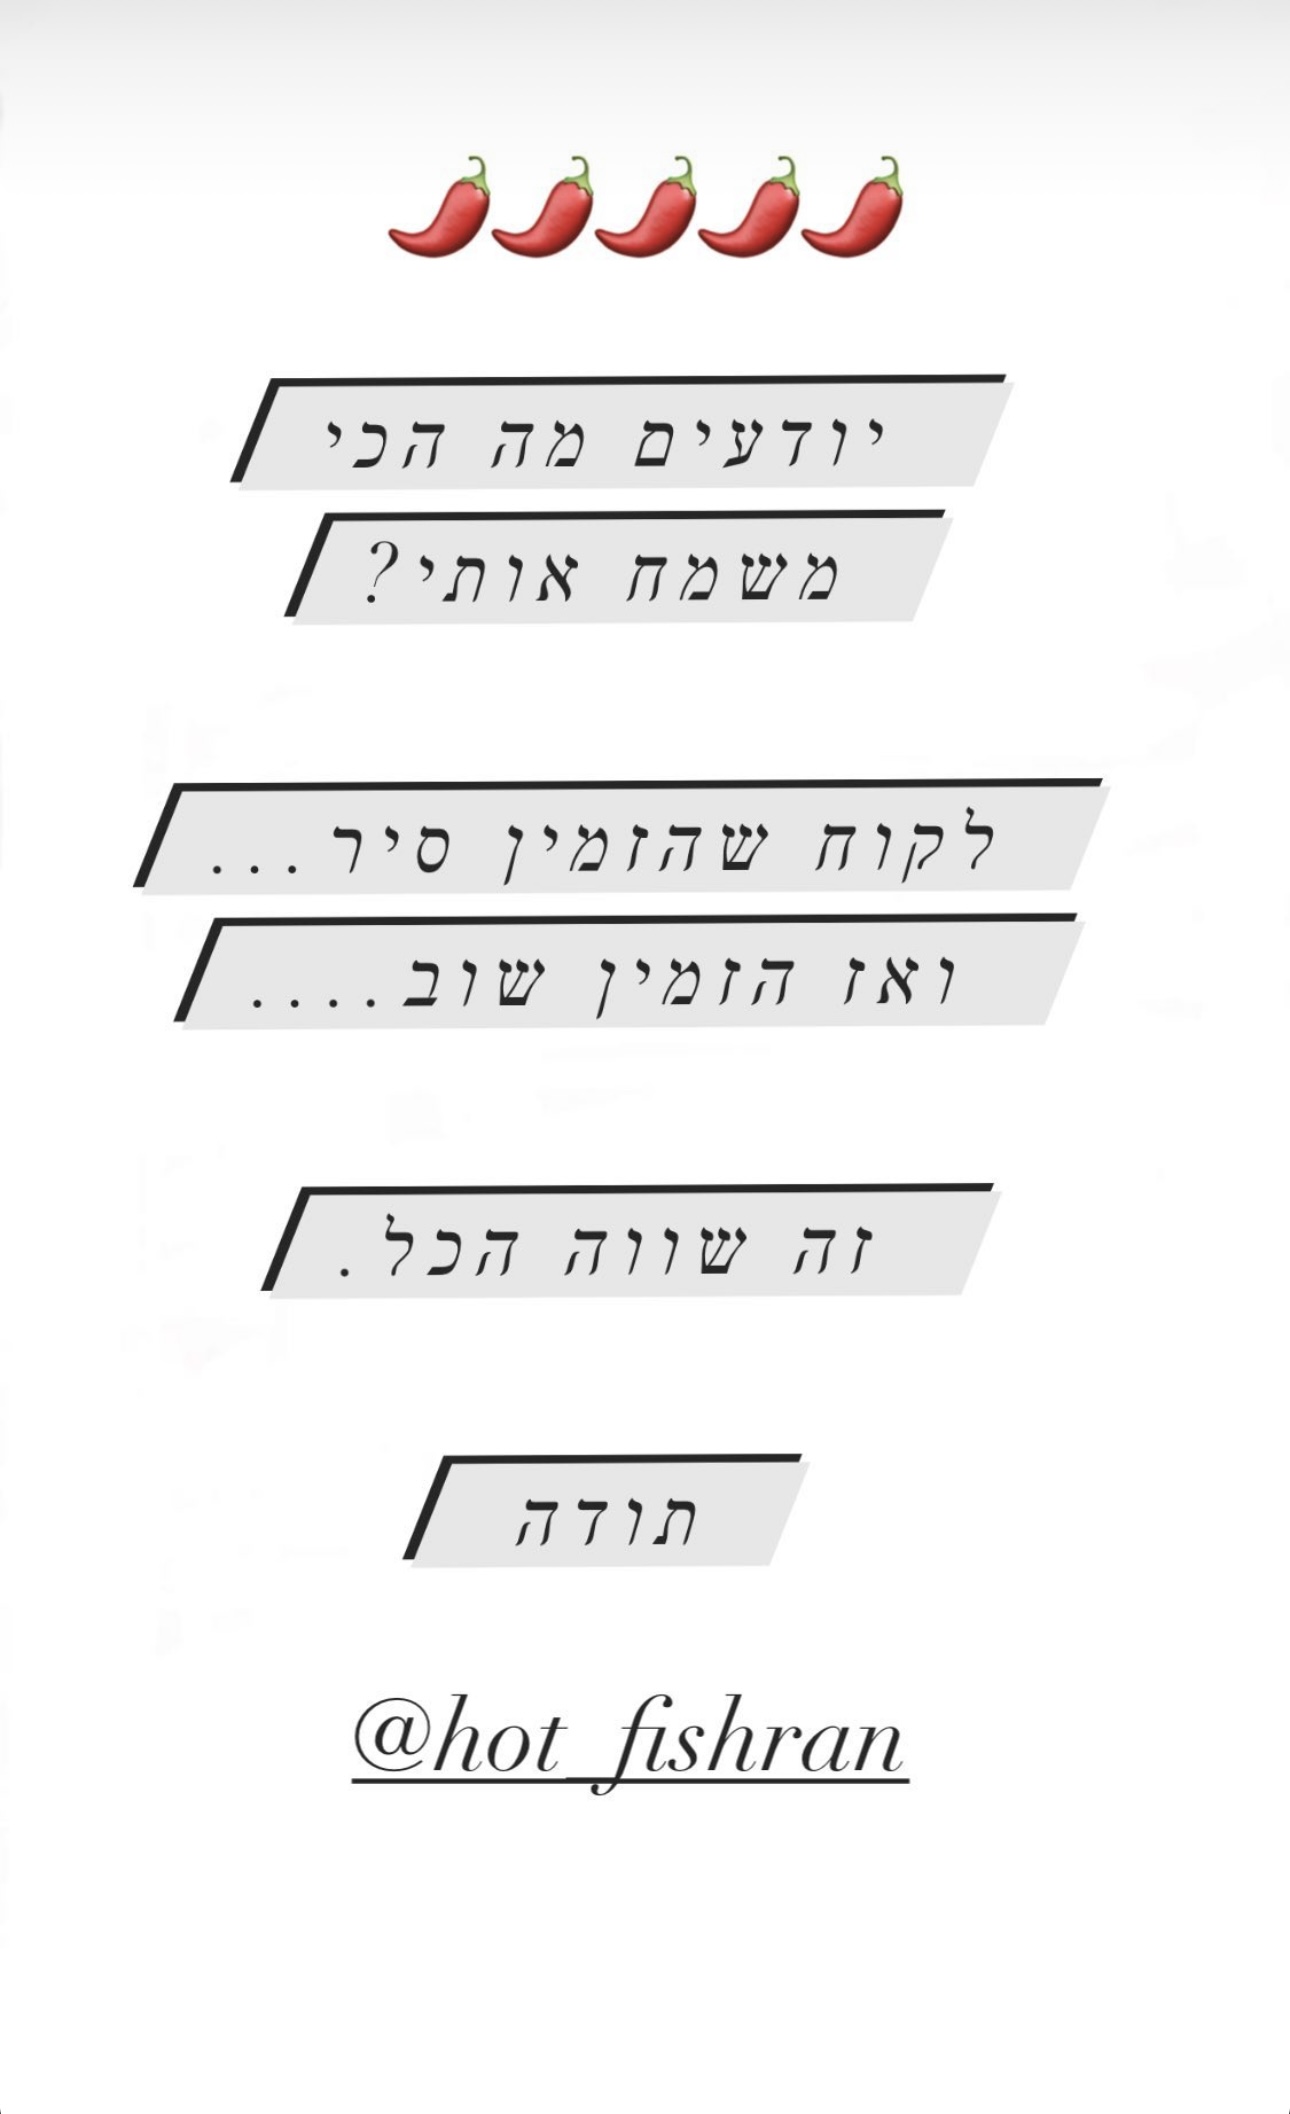 🌶️🌶️🌶️🌶️🌶️
יודעים מה הכי
משמח אותי?
לקוח שהזמין סיר...
ואז הזמין שוב....
זה שווה הכל.
תודה
@hot_fishran